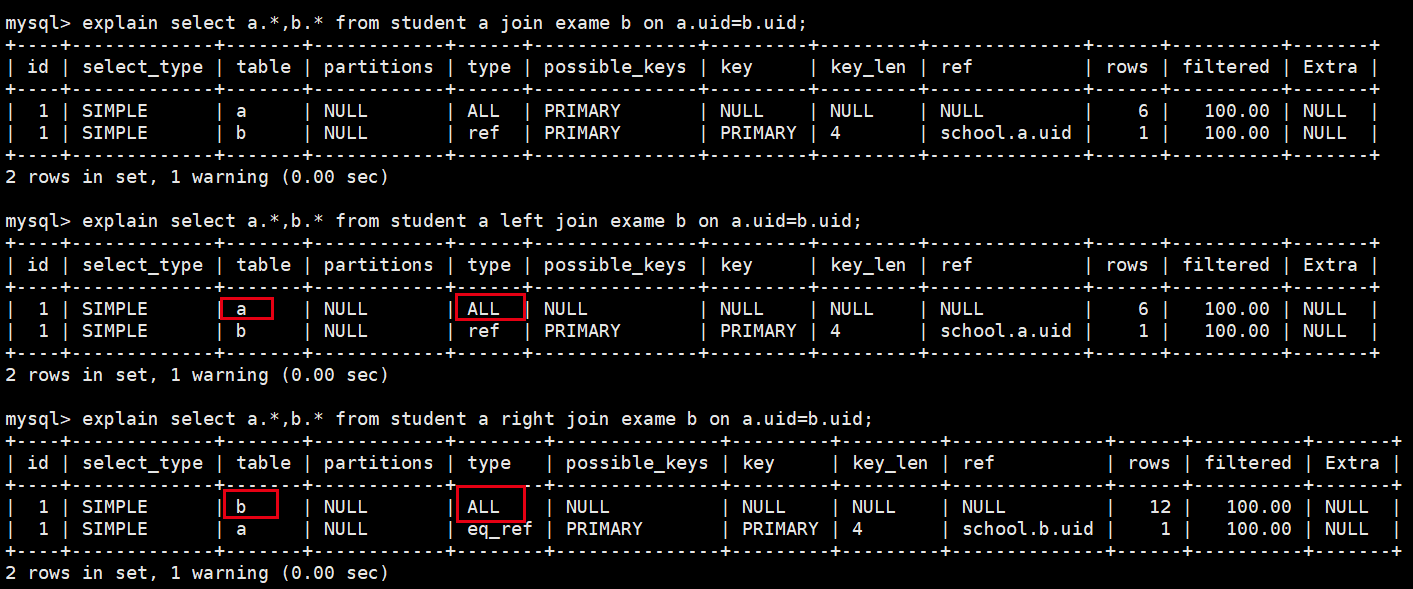 mysql> explain select a.*,b.* from student a join exame b on a.uid=b.uid;
+----+-------------+-------+------------+------+---------------+---------+---------+--------------+------+----------+-------+
| id | select_type | table | partitions | type | possible_keys | key     | key_len | ref          | rows | filtered | Extra |
+----+-------------+-------+------------+------+---------------+---------+---------+--------------+------+----------+-------+
|  1 | SIMPLE      | a     | NULL       | ALL  | PRIMARY       | NULL    | NULL    | NULL         |    6 |   100.00 | NULL  |
|  1 | SIMPLE      | b     | NULL       | ref  | PRIMARY       | PRIMARY | 4       | school.a.uid |    1 |   100.00 | NULL  |
+----+-------------+-------+------------+------+---------------+---------+---------+--------------+------+----------+-------+
2 rows in set, 1 warning (0.00 sec)
mysql> explain select a.*,b.* from student a left join exame b on a.uid=b.uid;
+----+-------------+-------+------------+------+---------------+---------+---------+--------------+------+----------+-------+
| id | select_type | table | partitions | type | possible_keys | key     | key_len | ref          | rows | filtered | Extra |
+----+-------------+-------+------------+------+---------------+---------+---------+--------------+------+----------+-------+
|  1 | SIMPLE      | a     | NULL       | ALL  | NULL          | NULL    | NULL    | NULL         |    6 |   100.00 | NULL  |
|  1 | SIMPLE      | b     | NULL       | ref  | PRIMARY       | PRIMARY | 4       | school.a.uid |    1 |   100.00 | NULL  |
+----+-------------+-------+------------+------+---------------+---------+---------+--------------+------+----------+-------+
2 rows in set, 1 warning (0.00 sec)
mysql> explain select a.*,b.* from student a right join exame b on a.uid=b.uid;
+----+-------------+-------+------------+--------+---------------+---------+---------+--------------+------+----------+-------+
| id | select_type | table | partitions | type   | possible_keys | key     | key_len | ref          | rows | filtered | Extra |
+----+-------------+-------+------------+--------+---------------+---------+---------+--------------+------+----------+-------+
|  1 | SIMPLE      | b     | NULL       | ALL    | NULL          | NULL    | NULL    | NULL         |   12 |   100.00 | NULL  |
|  1 | SIMPLE      | a     | NULL       | eq_ref | PRIMARY       | PRIMARY | 4       | school.b.uid |    1 |   100.00 | NULL  |
+----+-------------+-------+------------+--------+---------------+---------+---------+--------------+------+----------+-------+
2 rows in set, 1 warning (0.00 sec)